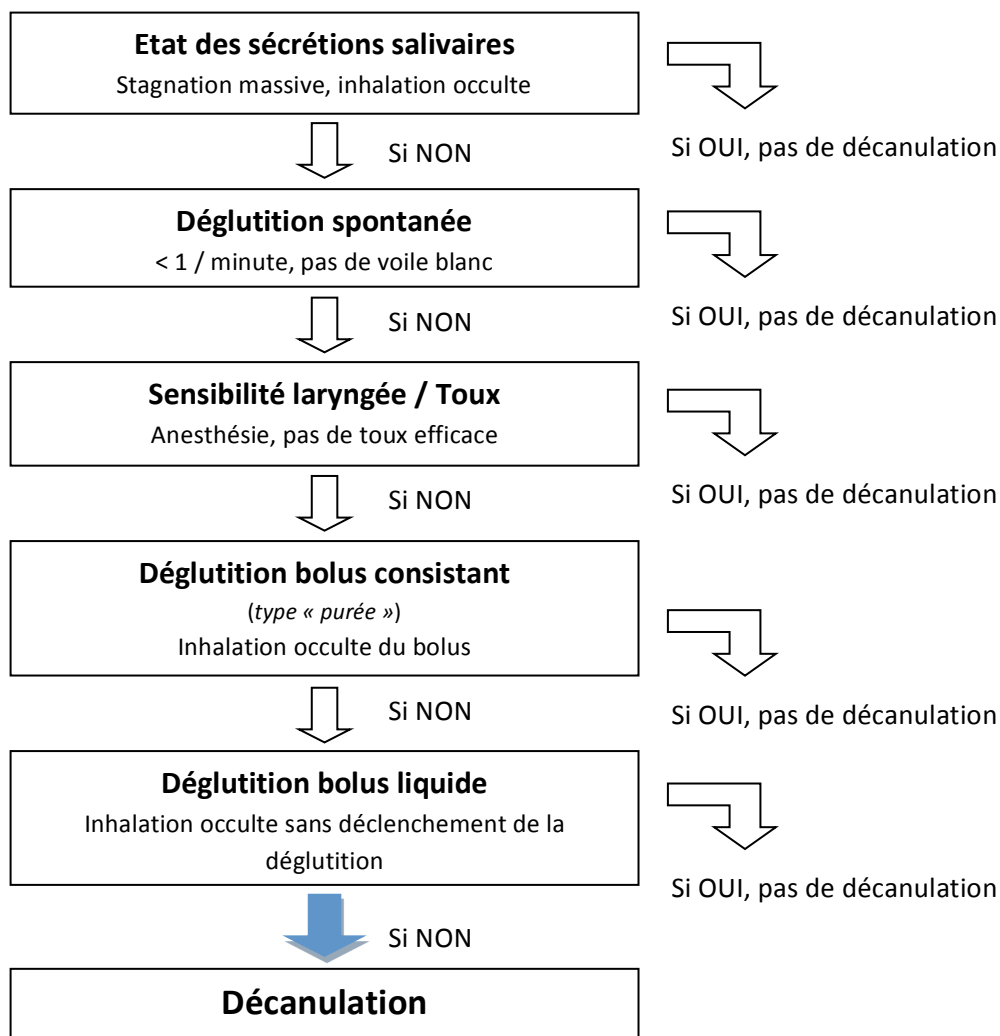 Etat des sécrétions salivaires
Stagnation massive, inhalation occulte
Si OUI, pas de décanulation
Si NON
Déglutition spontanée
< 1 / minute, pas de voile blanc
Si OUI, pas de décanulation
Si NON
Sensibilité laryngée / Toux
Anesthésie, pas de toux efficace
Si OUI, pas de décanulation
Si NON
Déglutition bolus consistant
(type « purée »)
Inhalation occulte du bolus
Si OUI, pas de décanulation
Si NON
Déglutition bolus liquide
Inhalation occulte sans déclenchement de la
déglutition
Si OUI, pas de décanulation
Si NON
Décanulation